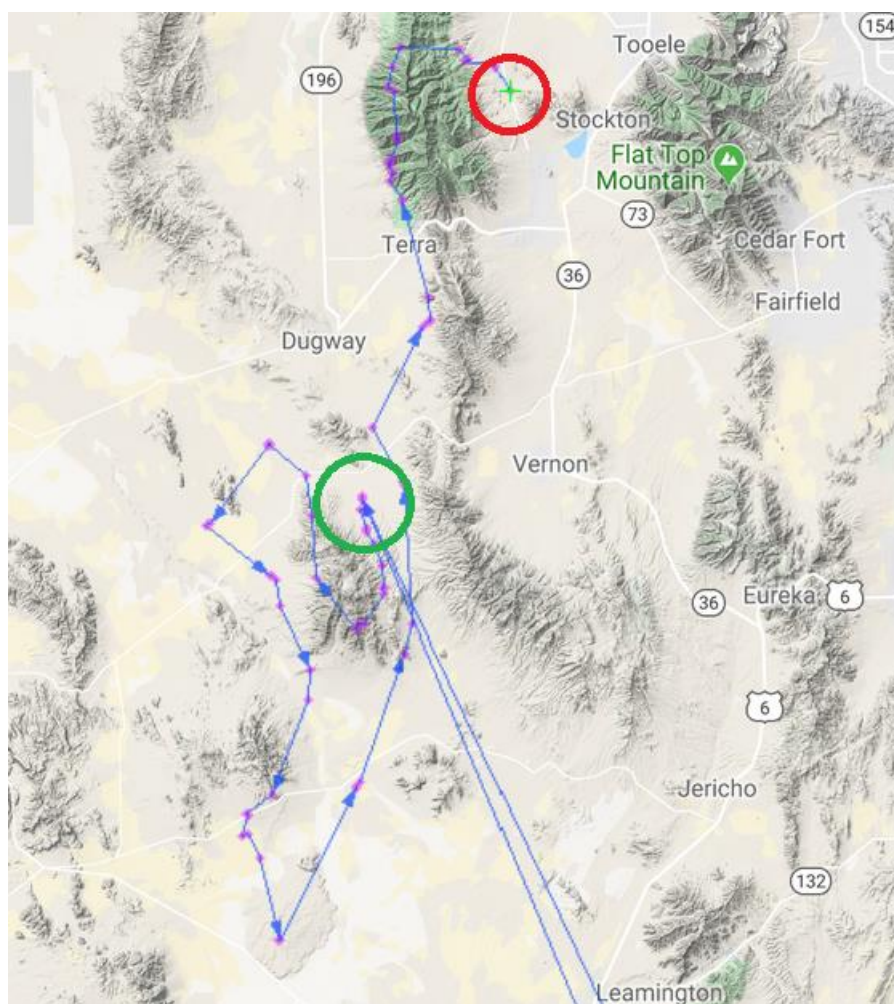 154
Tooele
196
Stockton
Flat Top
Mountain
73
Cedar Fort
Terra
36
Fairfield
Dugway
Vernon
36
Eureka
6
6
Jericho
132
Leamington